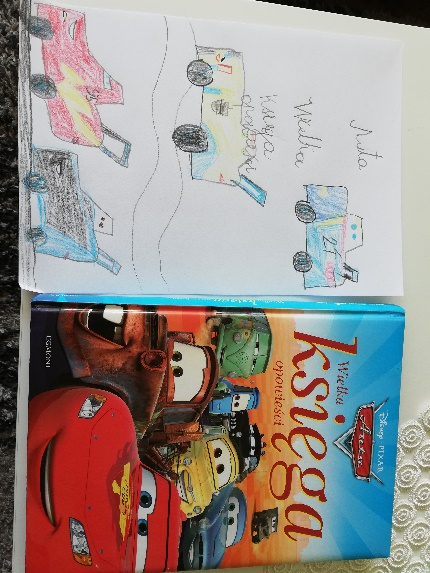 Auta
Wielka
Disney PIXAR
Auta
Wielka
księga
opowieści
EGMONT